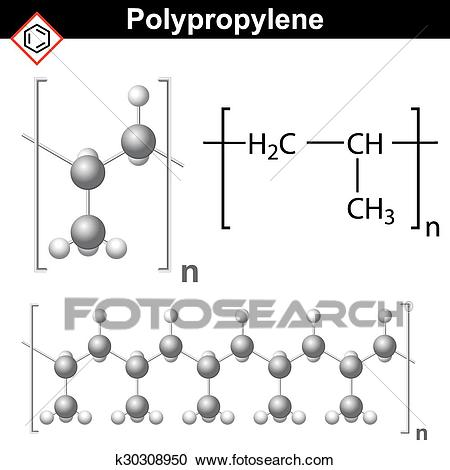 Polypropylene
H₂C CH
CH₃
n
n
FOTOSEARCH®
n
k30308950 www.fotosearch.com